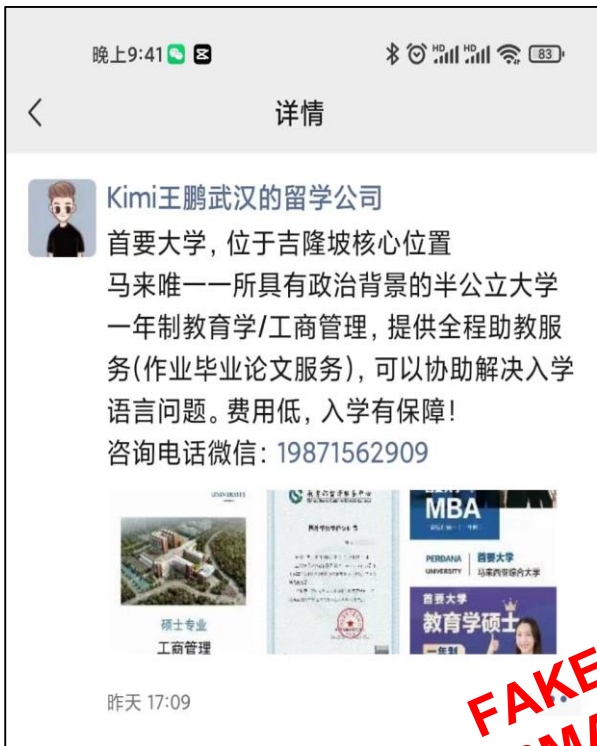 晚上9:41
HD HD 83
详情
Kimi王鹏武汉的留学公司
首要大学，位于吉隆坡核心位置
马来唯一一所具有政治背景的半公立大学
一年制教育学/工商管理，提供全程助教服
务(作业毕业论文服务)，可以协助解决入学
语言问题。费用低，入学有保障！
咨询电话微信：19871562909
UNIVERSITY
硕士专业
工商管理
MBA
PERDANA UNIVERSITY
首要大学
马来西亚综合大学
首要大学
教育学硕士
一年制
昨天 17:09
FAKE